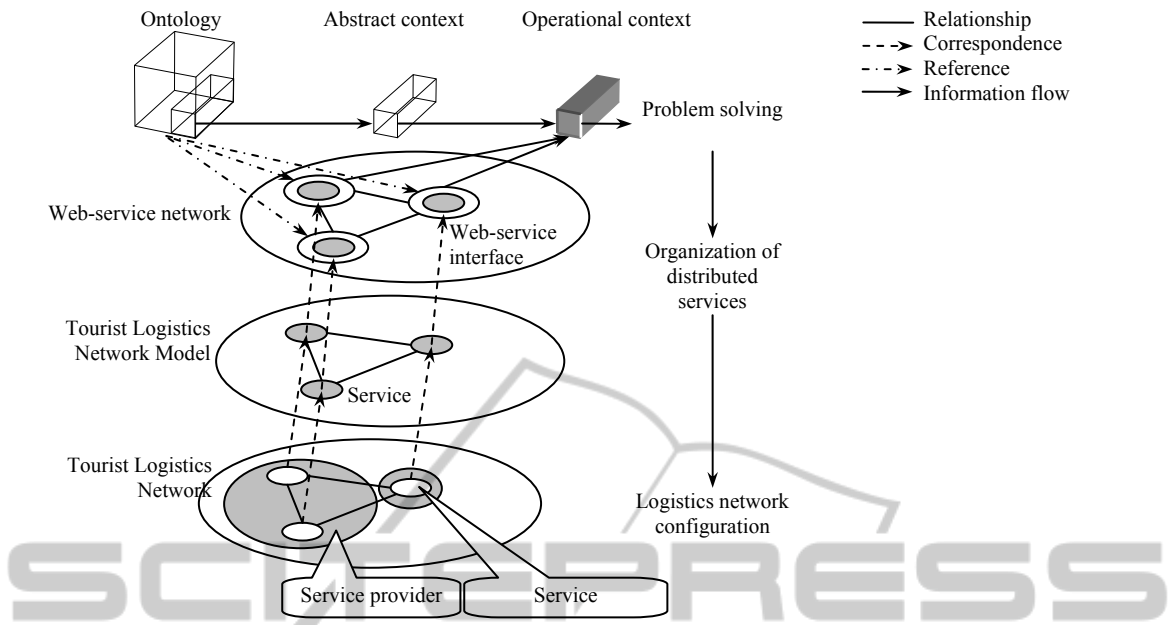 Ontology
Abstract context
Operational context
Relationship
Correspondence
Reference
Information flow
Problem solving
Web-service network
Web-service
interface
Organization of
distributed
services
Tourist Logistics
Network Model
Service
Tourist Logistics
Network
Logistics network
configuration
Service provider
Service
SCITEPRESS